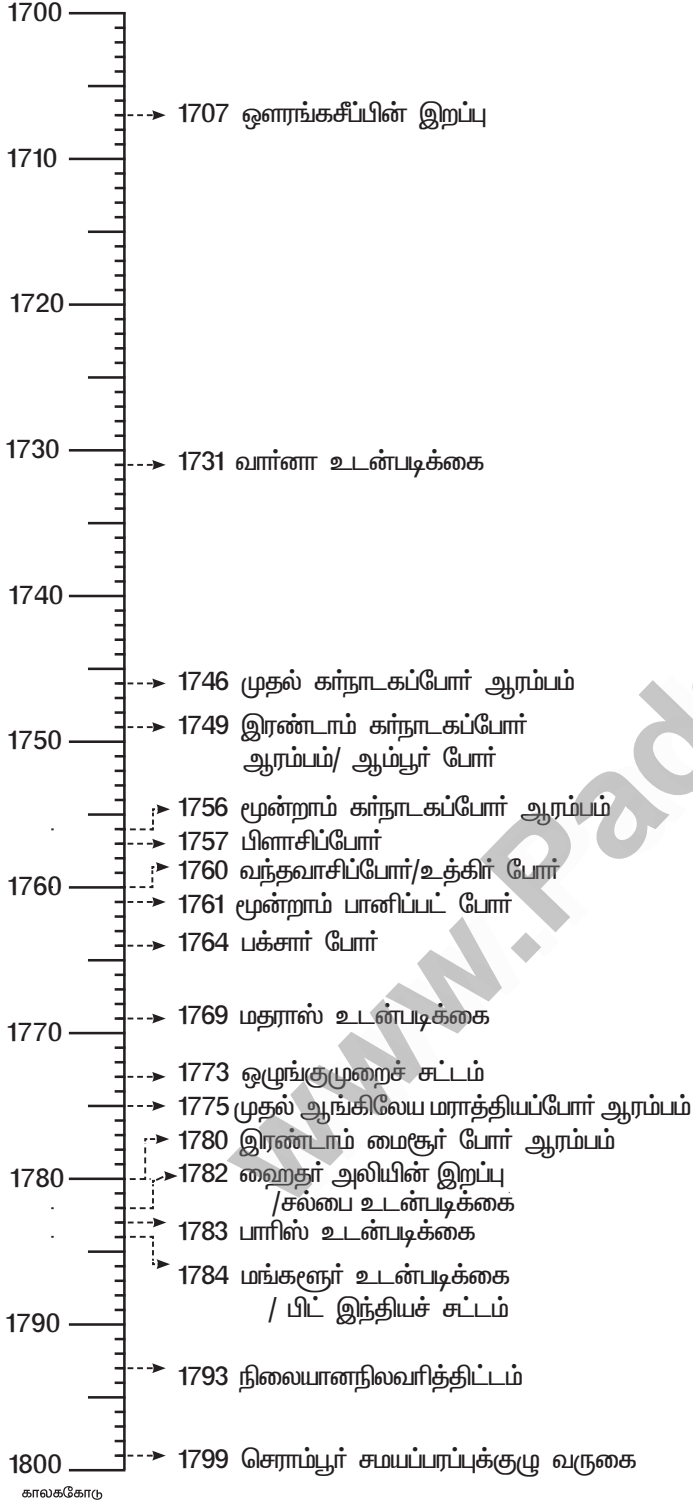 1700
1707 ஔரங்கசீப்பின் இறப்பு
1710
1720
1730
1731 வார்னா உடன்படிக்கை
1740
1746 முதல் கர்நாடகப்போர் ஆரம்பம்
1749 இரண்டாம் கர்நாடகப்போர்
1750
ஆரம்பம்/ ஆம்பூர் போர்
1756 மூன்றாம் கர்நாடகப்போர் ஆரம்பம்
1757 பிளாசிப்போர்
1760 வந்தவாசிப்போர்/உத்கிர் போர்
1760
1761 மூன்றாம் பானிப்பட் போர்
1764 பக்சார் போர்
1769 மதராஸ் உடன்படிக்கை
1770
1773 ஒழுங்குமுறைச் சட்டம்
1775 முதல் ஆங்கிலேய மராத்தியப்போர் ஆரம்பம்
1780 இரண்டாம் மைசூர் போர் ஆரம்பம்
1780
1782 ஹைதர் அலியின் இறப்பு
/சல்பை உடன்படிக்கை
1783 பாரிஸ் உடன்படிக்கை
1784 மங்களூர் உடன்படிக்கை
/ பிட் இந்தியச் சட்டம்
1790
1793 நிலையானநிலவரித்திட்டம்
1799 செராம்பூர் சமயப்பரப்புக்குழு வருகை
1800
காலககோடு
www.Pad